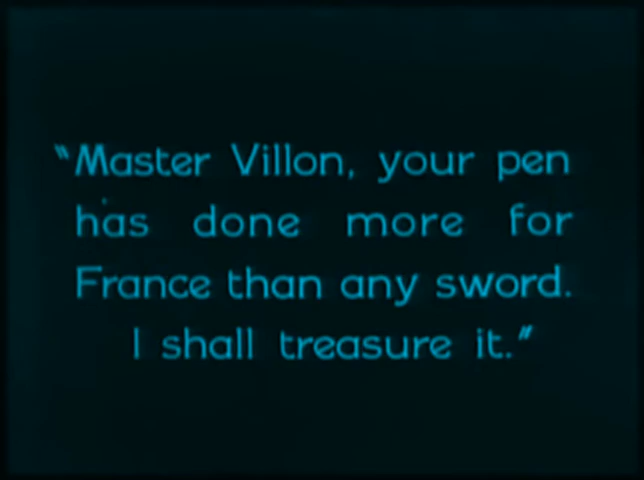 "Master Villon, your pen
has done more for
France than any sword.
I shall treasure it."